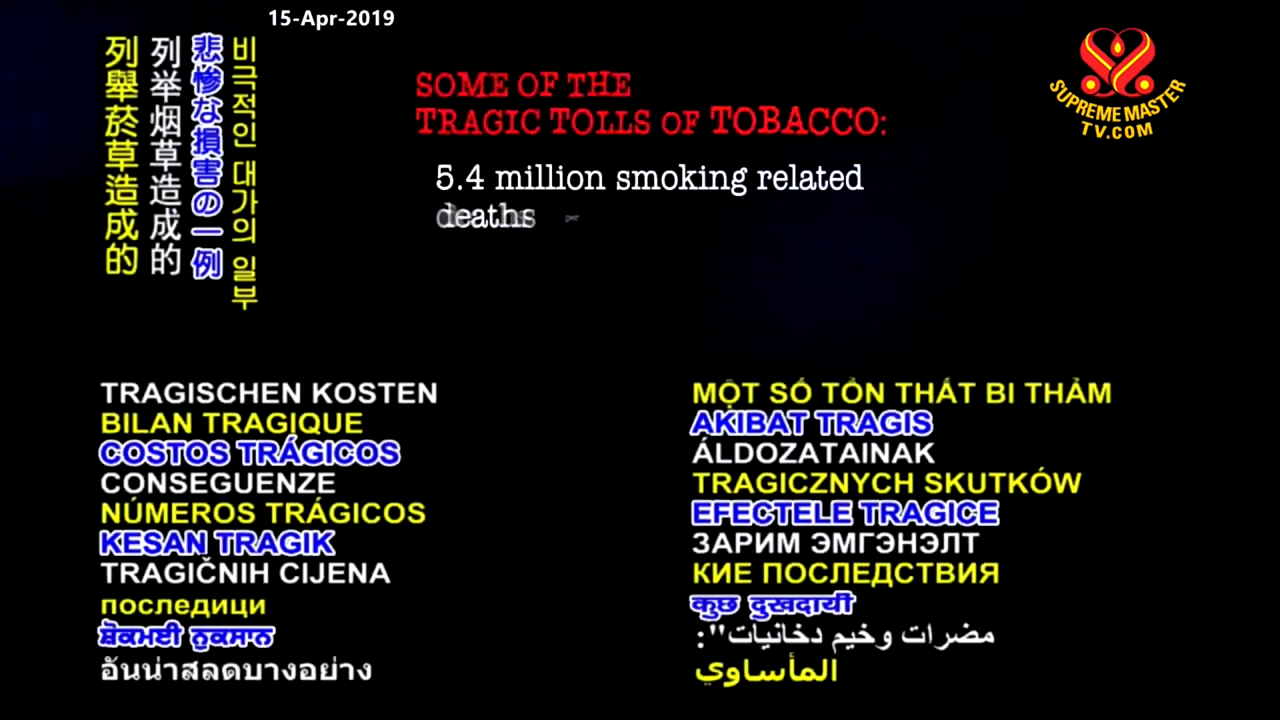 15-Apr-2019
列舉菸草造成的
列举烟草造成的
悲惨な損害の一例
비극적인 대가의 일부
SOME OF THE
TRAGIC TOLLS OF TOBACCO:
5.4 million smoking related
deaths per
SUPREME MASTER
TV.COM
TRAGISCHEN KOSTEN
BILAN TRAGIQUE
COSTOS TRÁGICOS
CONSEGUENZE
NÚMEROS TRÁGICOS
KESAN TRAGIK
TRAGIČNIH CIJENA
последици
ਸ਼ੋਕਮਈ ਨੁਕਸਾਨ
อันน่าสลดบางอย่าง
MỘT SỐ TỔN THẤT BI THẢM
AKIBAT TRAGIS
ÁLDOZATAINAK
TRAGICZNYCH SKUTKÓW
EFECTELE TRAGICE
ЗАРИМ ЭМГЭНЭЛТ
КИЕ ПОСЛЕДСТВИЯ
कुछ दुखदायी
مضرات وخیم دخانیات":
المأساوي